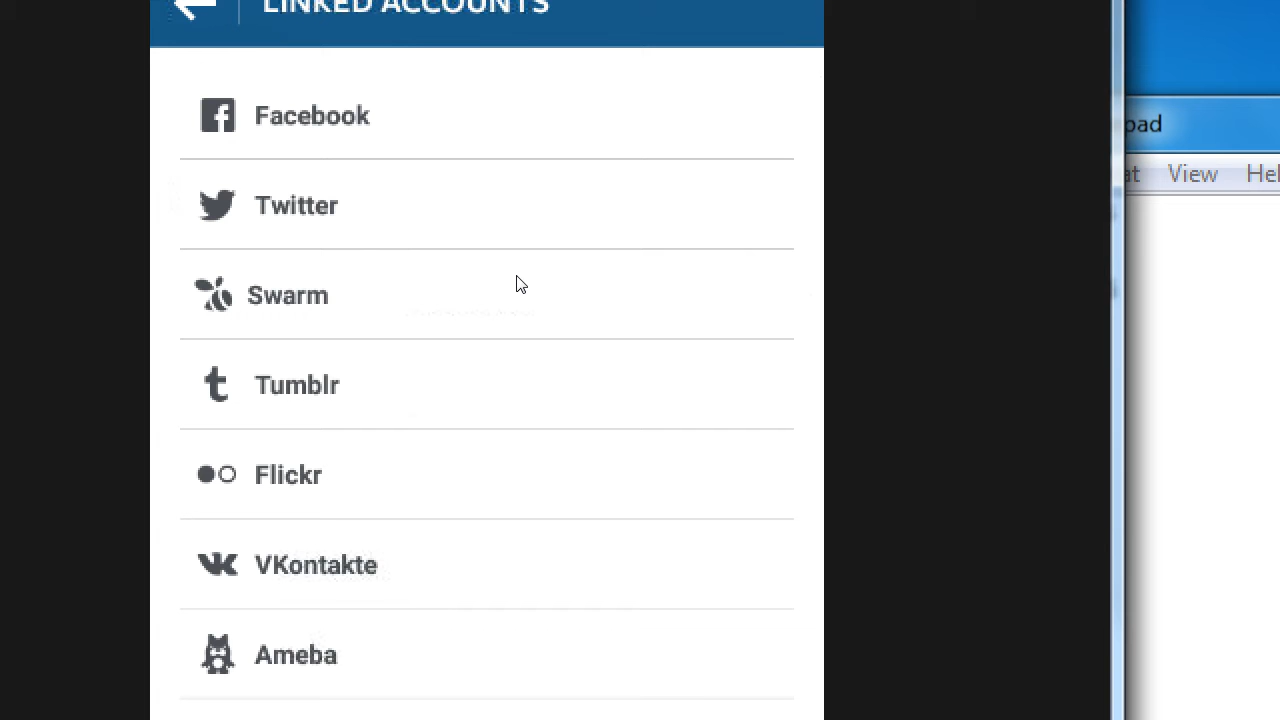 LINKED ACCOUNTS
Facebook
Twitter
Swarm
Tumblr
Flickr
VKontakte
Ameba
View